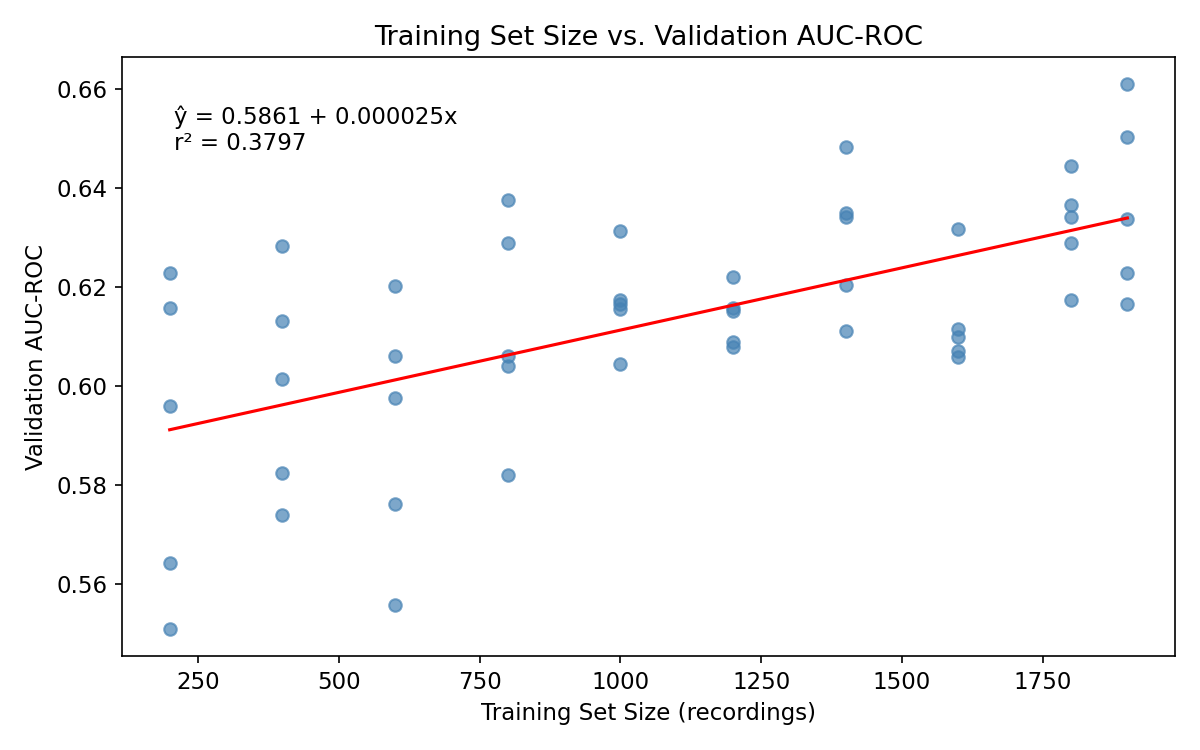 Training Set Size vs. Validation AUC-ROC
ŷ = 0.5861 + 0.000025x
r² = 0.3797
Validation AUC-ROC
0.66
0.64
0.62
0.60
0.58
0.56
250 500 750 1000 1250 1500 1750
Training Set Size (recordings)